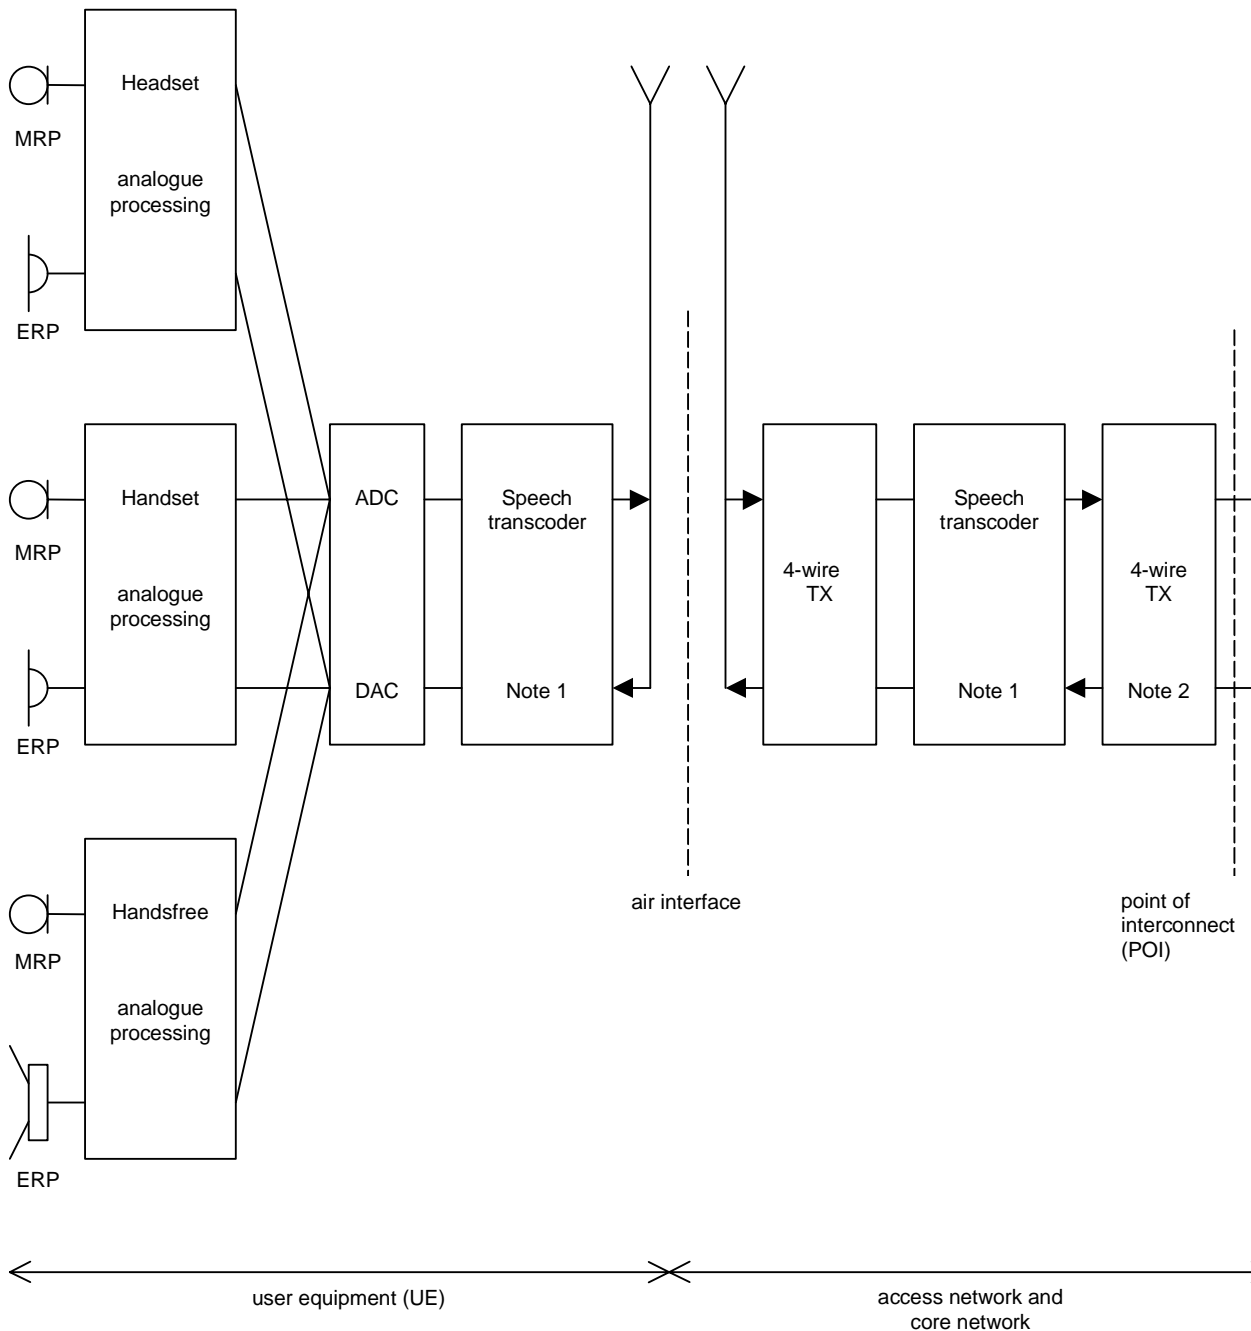 Headset
MRP
analogue
processing
ERP
Handset
MRP
analogue
processing
ERP
Handsfree
MRP
analogue
processing
ERP
ADC
DAC
Speech
transcoder
Note 1
4-wire
TX
Speech
transcoder
Note 1
4-wire
TX
Note 2
air interface
point of
interconnect
(POI)
user equipment (UE)
access network and
core network